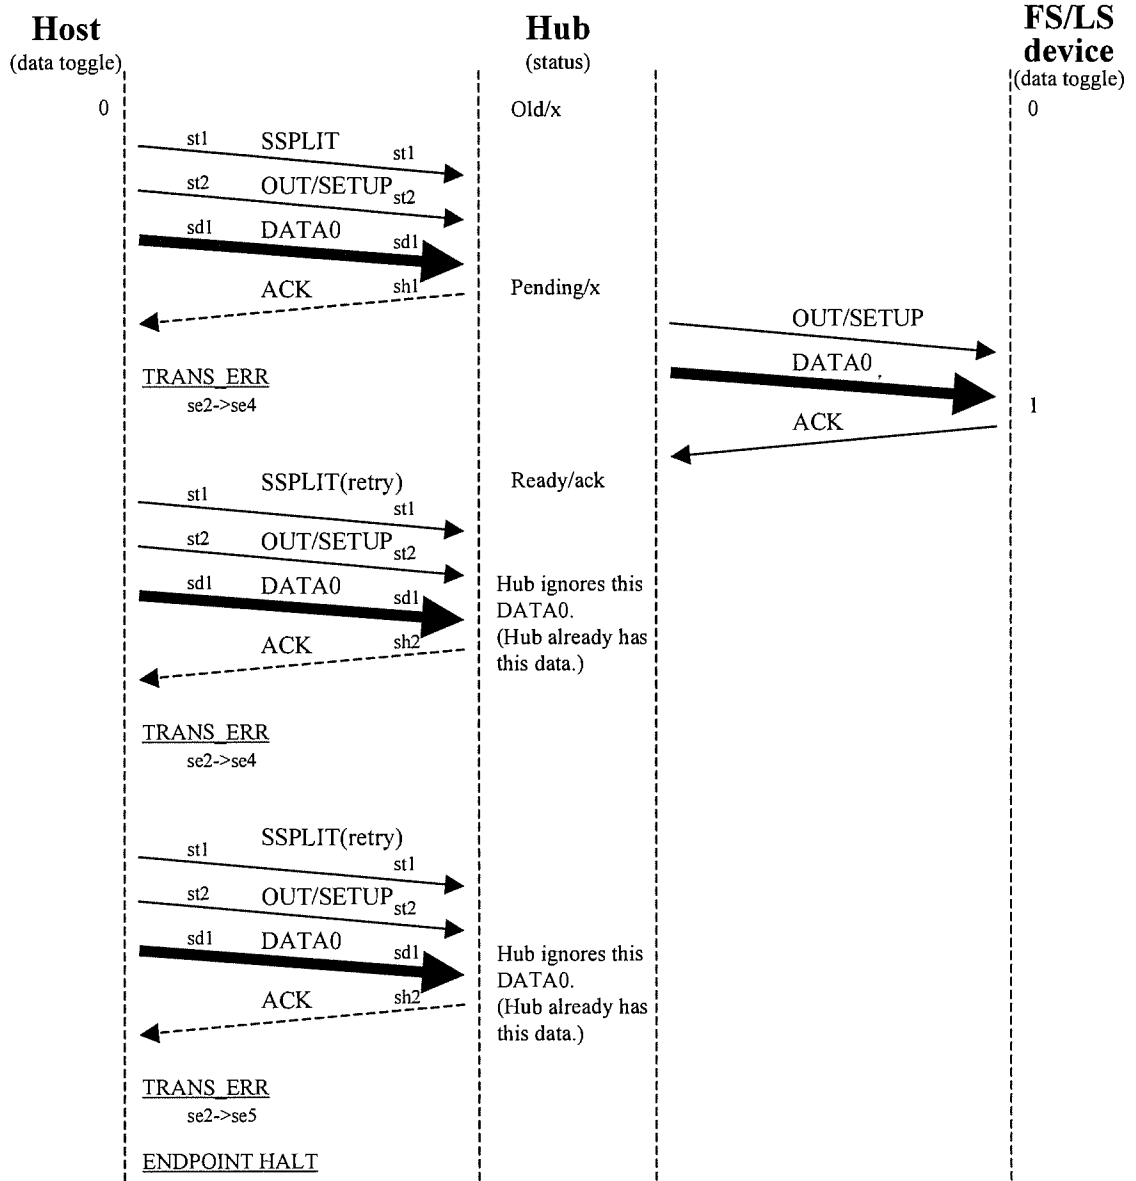 Host
(data toggle)
Hub
(status)
FS/LS
device
(data toggle)
0
Old/x
0
st1 SSPLIT st1
st2 OUT/SETUP st2
sd1 DATA0 sd1
ACK sh1
Pending/x
OUT/SETUP
DATA0
1
ACK
TRANS_ERR
se2->se4
Ready/ack
SSPLIT(retry)
st1 st1
st2 OUT/SETUP st2
sd1 DATA0 sd1
ACK sh2
Hub ignores this
DATA0.
(Hub already has
this data.)
TRANS_ERR
se2->se4
SSPLIT(retry)
st1 st1
st2 OUT/SETUP st2
sd1 DATA0 sd1
ACK sh2
Hub ignores this
DATA0.
(Hub already has
this data.)
TRANS_ERR
se2->se5
ENDPOINT HALT